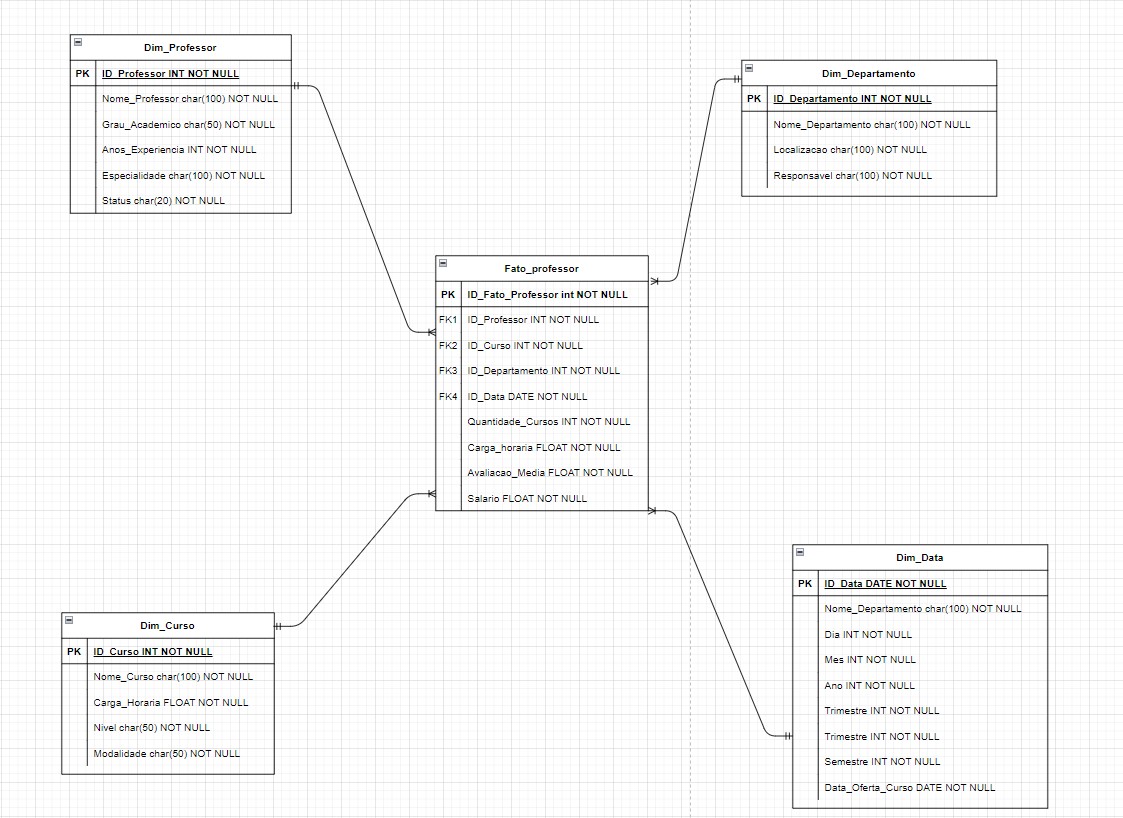 Dim_Professor
PK ID_Professor INT NOT NULL
Nome_Professor char(100) NOT NULL
Grau_Academico char(50) NOT NULL
Anos_Experiencia INT NOT NULL
Especialidade char(100) NOT NULL
Status char(20) NOT NULL
Dim_Departamento
PK ID_Departamento INT NOT NULL
Nome_Departamento char(100) NOT NULL
Localizacao char(100) NOT NULL
Responsavel char(100) NOT NULL
Fato_professor
PK ID_Fato_Professor int NOT NULL
FK1 ID_Professor INT NOT NULL
FK2 ID_Curso INT NOT NULL
FK3 ID_Departamento INT NOT NULL
FK4 ID_Data DATE NOT NULL
Quantidade_Cursos INT NOT NULL
Carga_horaria FLOAT NOT NULL
Avaliacao_Media FLOAT NOT NULL
Salario FLOAT NOT NULL
Dim_Curso
PK ID_Curso INT NOT NULL
Nome_Curso char(100) NOT NULL
Carga_Horaria FLOAT NOT NULL
Nivel char(50) NOT NULL
Modalidade char(50) NOT NULL
Dim_Data
PK ID_Data DATE NOT NULL
Nome_Departamento char(100) NOT NULL
Dia INT NOT NULL
Mes INT NOT NULL
Ano INT NOT NULL
Trimestre INT NOT NULL
Trimestre INT NOT NULL
Semestre INT NOT NULL
Data_Oferta_Curso DATE NOT NULL